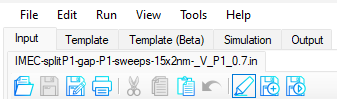 File Edit Run View Tools Help
Input Template Template (Beta) Simulation Output
IMEC-splitP1-gap-P1-sweeps-15x2nm-_V_P1_0.7.in